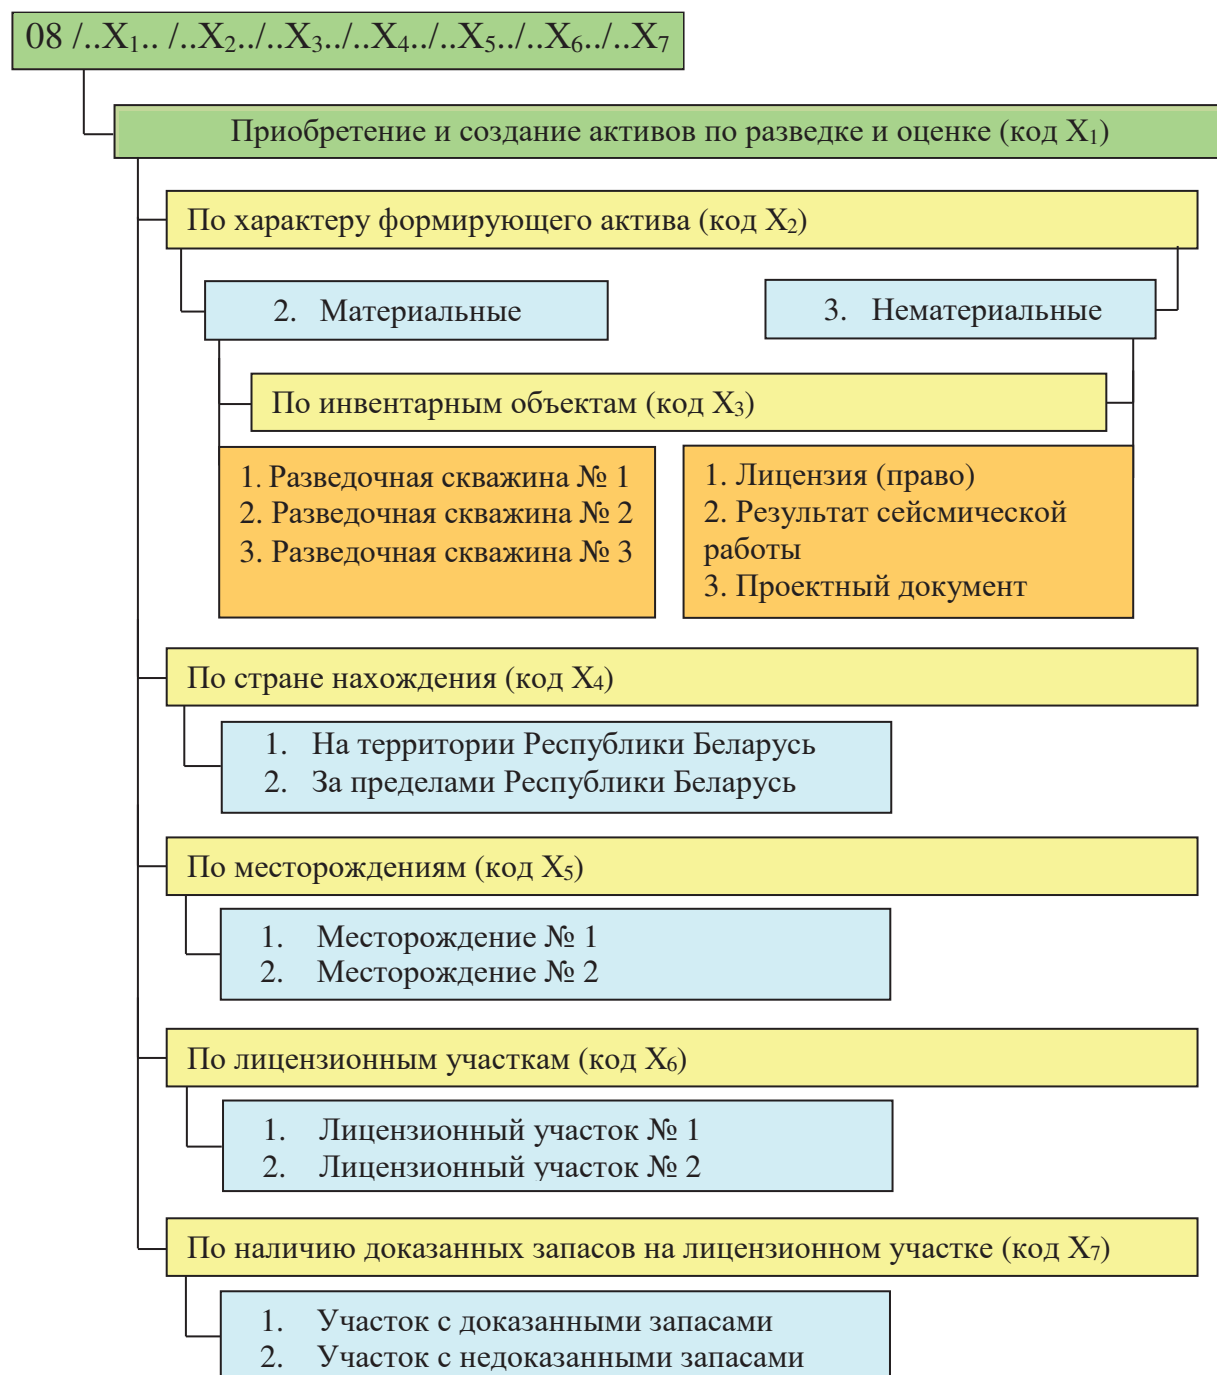 08 /..X₁.. /..X₂../..X₃../..X₄../..X₅../..X₆../..X₇
Приобретение и создание активов по разведке и оценке (код X₁)
По характеру формирующего актива (код X₂)
2. Материальные
3. Нематериальные
По инвентарным объектам (код X₃)
1. Разведочная скважина № 1
2. Разведочная скважина № 2
3. Разведочная скважина № 3
1. Лицензия (право)
2. Результат сейсмической
работы
3. Проектный документ
По стране нахождения (код X₄)
1. На территории Республики Беларусь
2. За пределами Республики Беларусь
По месторождениям (код X₅)
1. Месторождение № 1
2. Месторождение № 2
По лицензионным участкам (код X₆)
1. Лицензионный участок № 1
2. Лицензионный участок № 2
По наличию доказанных запасов на лицензионном участке (код X₇)
1. Участок с доказанными запасами
2. Участок с недоказанными запасами